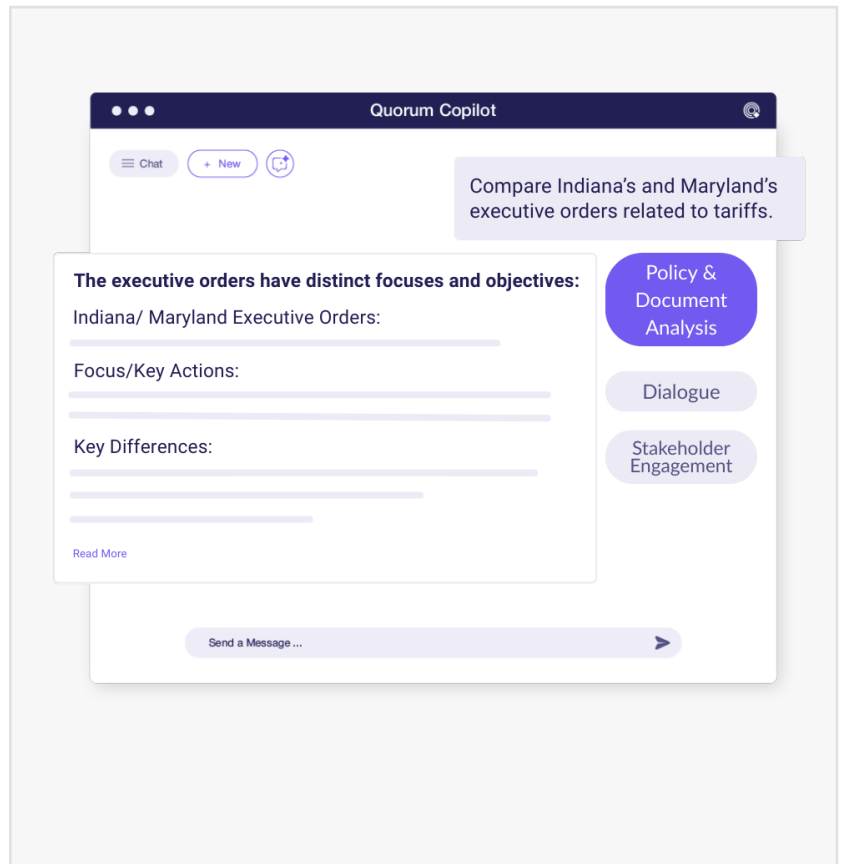 Quorum Copilot
Chat
+ New
Compare Indiana’s and Maryland’s
executive orders related to tariffs.
The executive orders have distinct focuses and objectives:
Indiana/ Maryland Executive Orders:
Focus/Key Actions:
Key Differences:
Read More
Policy &
Document
Analysis
Dialogue
Stakeholder
Engagement
Send a Message ...